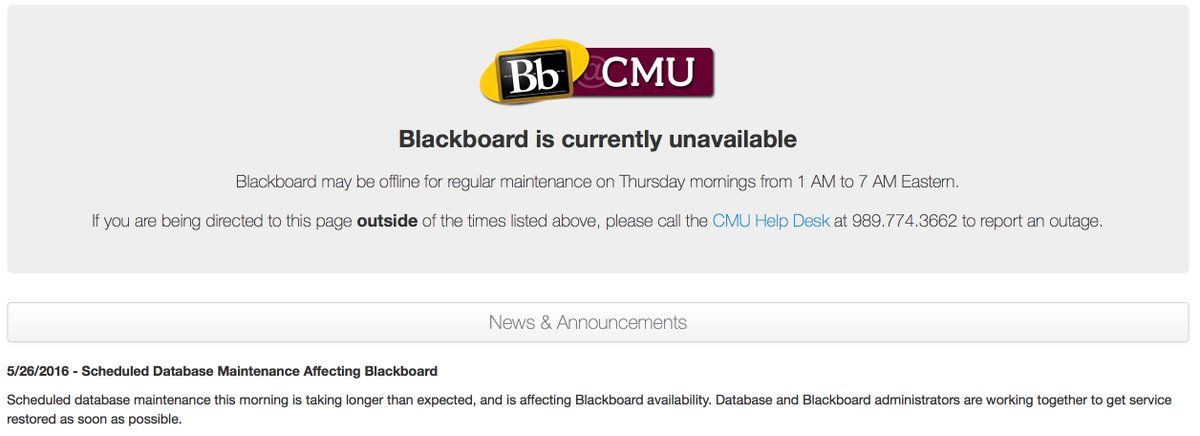 Bb @CMU
Blackboard is currently unavailable
Blackboard may be offline for regular maintenance on Thursday mornings from 1 AM to 7 AM Eastern.
If you are being directed to this page outside of the times listed above, please call the CMU Help Desk at 989.774.3662 to report an outage.
News & Announcements
5/26/2016 - Scheduled Database Maintenance Affecting Blackboard
Scheduled database maintenance this morning is taking longer than expected, and is affecting Blackboard availability. Database and Blackboard administrators are working together to get service
restored as soon as possible.